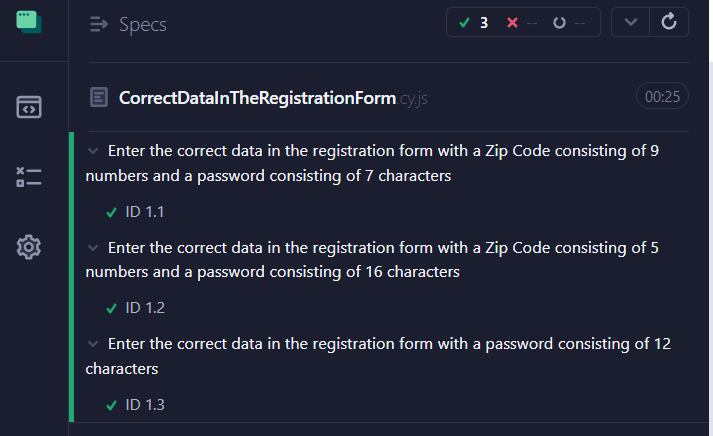 Specs
3 -- --
CorrectDataInTheRegistrationForm.cy.js
00:25
Enter the correct data in the registration form with a Zip Code consisting of 9
numbers and a password consisting of 7 characters
ID 1.1
Enter the correct data in the registration form with a Zip Code consisting of 5
numbers and a password consisting of 16 characters
ID 1.2
Enter the correct data in the registration form with a password consisting of 12
characters
ID 1.3